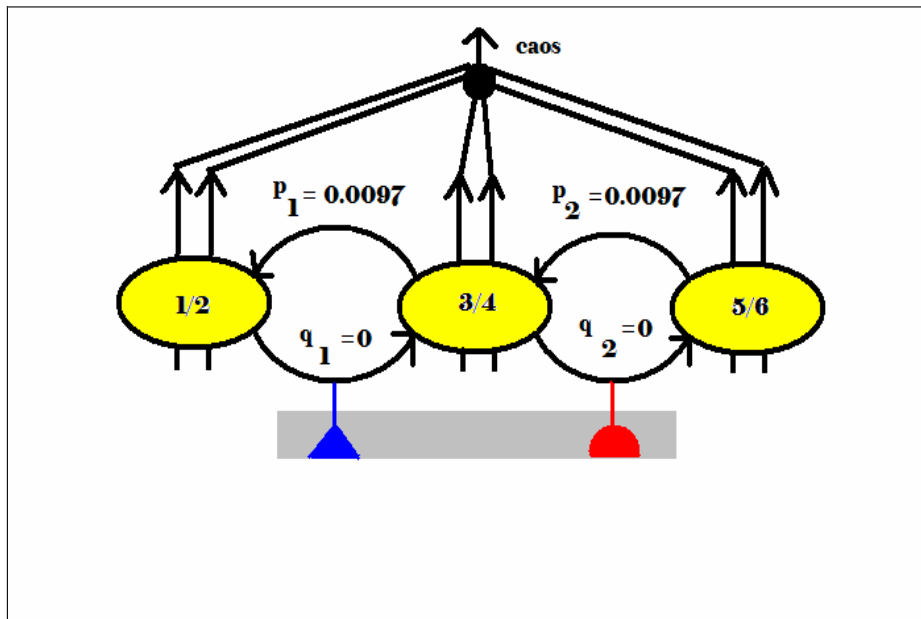 caos
p1 = 0.0097
p2 = 0.0097
1/2
3/4
5/6
q1 = 0
q2 = 0